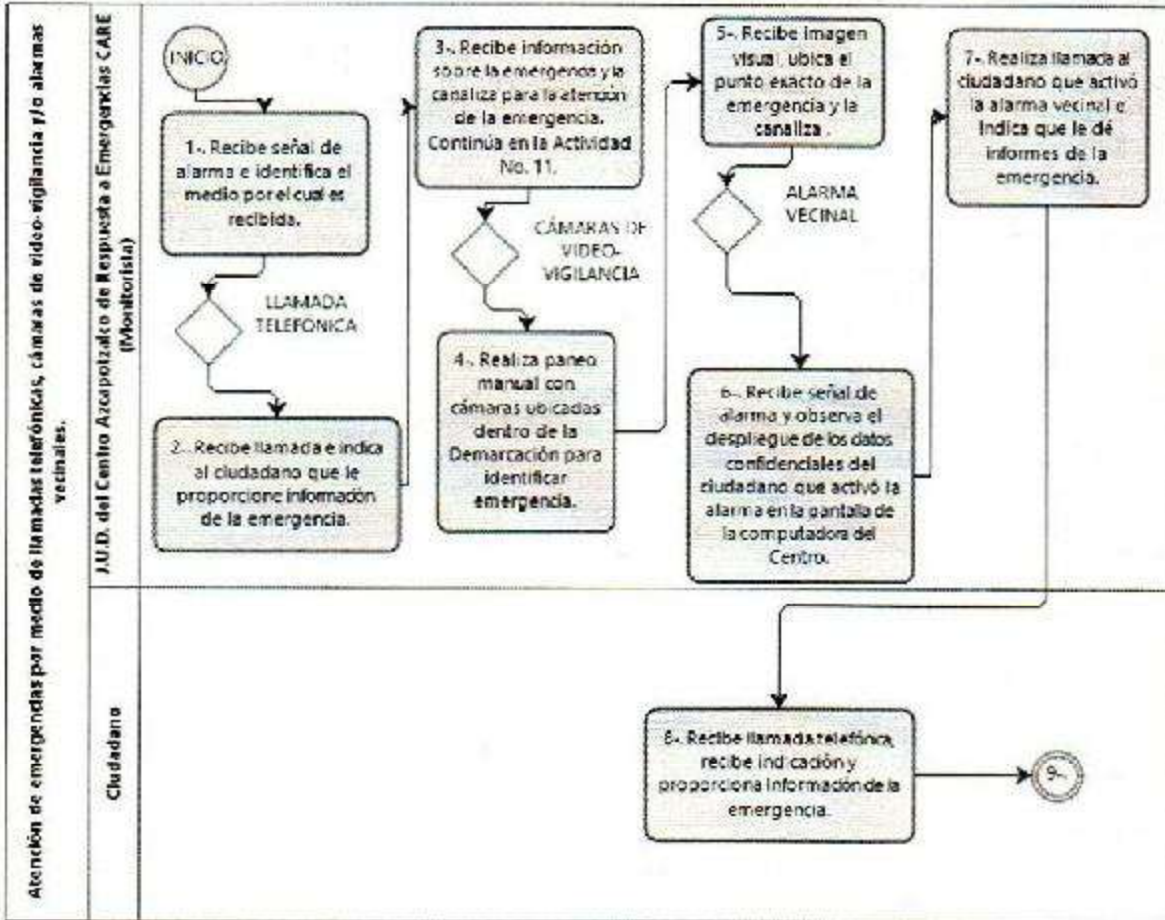 Atención de emergencias por medio de llamadas telefónicas, cámaras de video-vigilancia y/o alarmas
vecinales.
J.U.D. del Centro Azcapotzalco de Respuesta a Emergencias CARE
(Monitorista)
INICIO
1-. Recibe señal de
alarma e identifica el
medio por el cual es
recibida.
LLAMADA
TELEFONICA
2-. Recibe llamada e indica
al ciudadano que le
proporcione información
de la emergencia.
3-. Recibe información
sobre la emergencia y la
canaliza para la atención
de la emergencia.
Continúa en la Actividad
No. 11.
CÁMARAS DE
VIDEO-
VIGILANCIA
4-. Realiza paneo
manual con
cámaras ubicadas
dentro de la
Demarcación para
identificar
emergencia.
5-. Recibe imagen
visual, ubica el
punto exacto de la
emergencia y la
canaliza .
ALARMA
VECINAL
6-. Recibe señal de
alarma y observa el
despliegue de los datos
confidenciales del
ciudadano que activó la
alarma en la pantalla de
la computadora del
Centro.
7-. Realiza llamada al
ciudadano que activó
la alarma vecinal e
indica que le dé
informes de la
emergencia.
Ciudadano
8-. Recibe llamada telefónica,
recibe indicación y
proporciona información de la
emergencia.
9-.